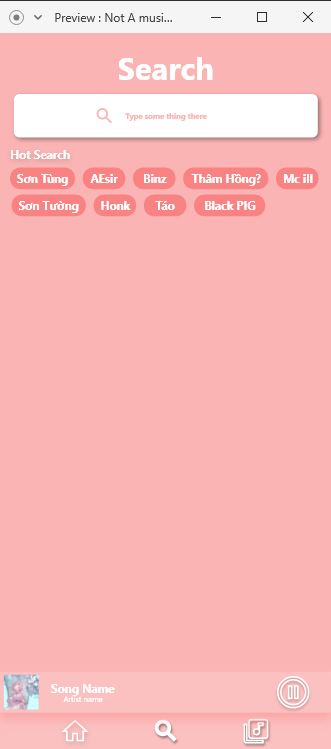 Preview : Not A musi...
Search
Type some thing there
Hot Search
Sơn Tùng AEsir Binz Thâm Hồng? Mc ill
Sơn Tường Honk Táo Black PIG
Song Name
Artist name